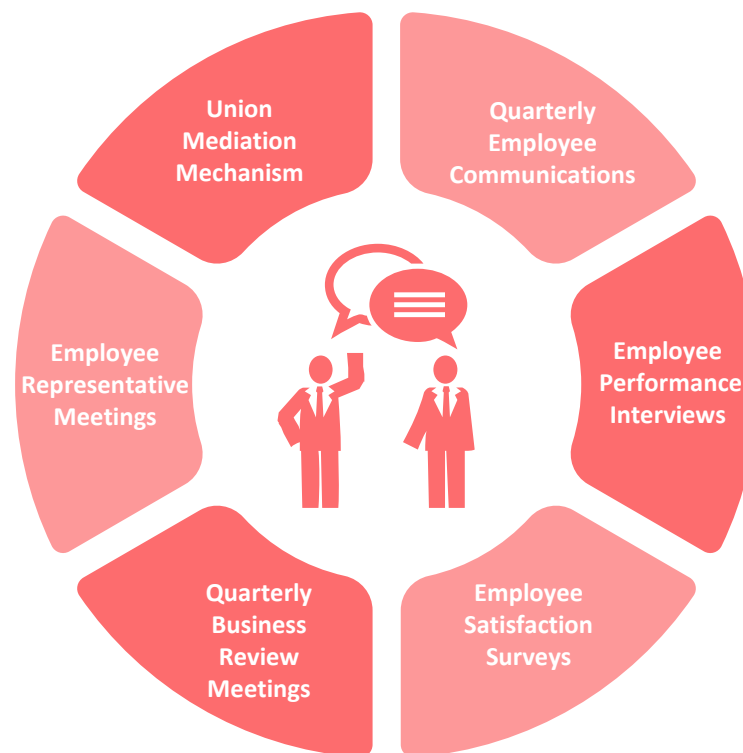 Union
Mediation
Mechanism
Quarterly
Employee
Communications
Employee
Representative
Meetings
Employee
Performance
Interviews
Quarterly
Business
Review
Meetings
Employee
Satisfaction
Surveys